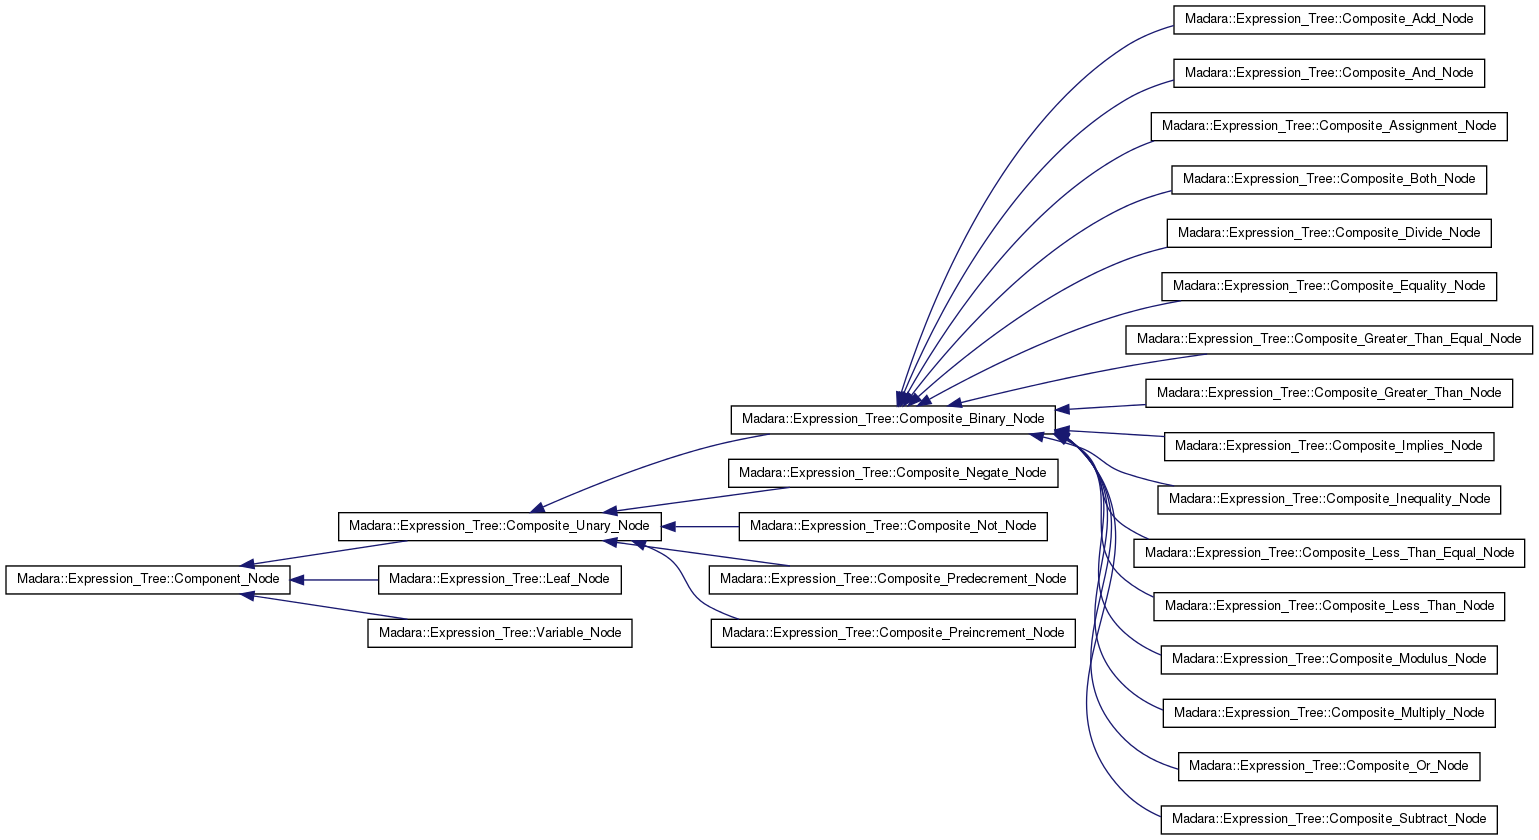 Madara::Expression_Tree::Composite_Add_Node
Madara::Expression_Tree::Composite_And_Node
Madara::Expression_Tree::Composite_Assignment_Node
Madara::Expression_Tree::Composite_Both_Node
Madara::Expression_Tree::Composite_Divide_Node
Madara::Expression_Tree::Composite_Equality_Node
Madara::Expression_Tree::Composite_Greater_Than_Equal_Node
Madara::Expression_Tree::Composite_Greater_Than_Node
Madara::Expression_Tree::Composite_Binary_Node
Madara::Expression_Tree::Composite_Implies_Node
Madara::Expression_Tree::Composite_Negate_Node
Madara::Expression_Tree::Composite_Inequality_Node
Madara::Expression_Tree::Composite_Unary_Node
Madara::Expression_Tree::Composite_Not_Node
Madara::Expression_Tree::Composite_Less_Than_Equal_Node
Madara::Expression_Tree::Component_Node
Madara::Expression_Tree::Leaf_Node
Madara::Expression_Tree::Composite_Predecrement_Node
Madara::Expression_Tree::Composite_Less_Than_Node
Madara::Expression_Tree::Variable_Node
Madara::Expression_Tree::Composite_Preincrement_Node
Madara::Expression_Tree::Composite_Modulus_Node
Madara::Expression_Tree::Composite_Multiply_Node
Madara::Expression_Tree::Composite_Or_Node
Madara::Expression_Tree::Composite_Subtract_Node